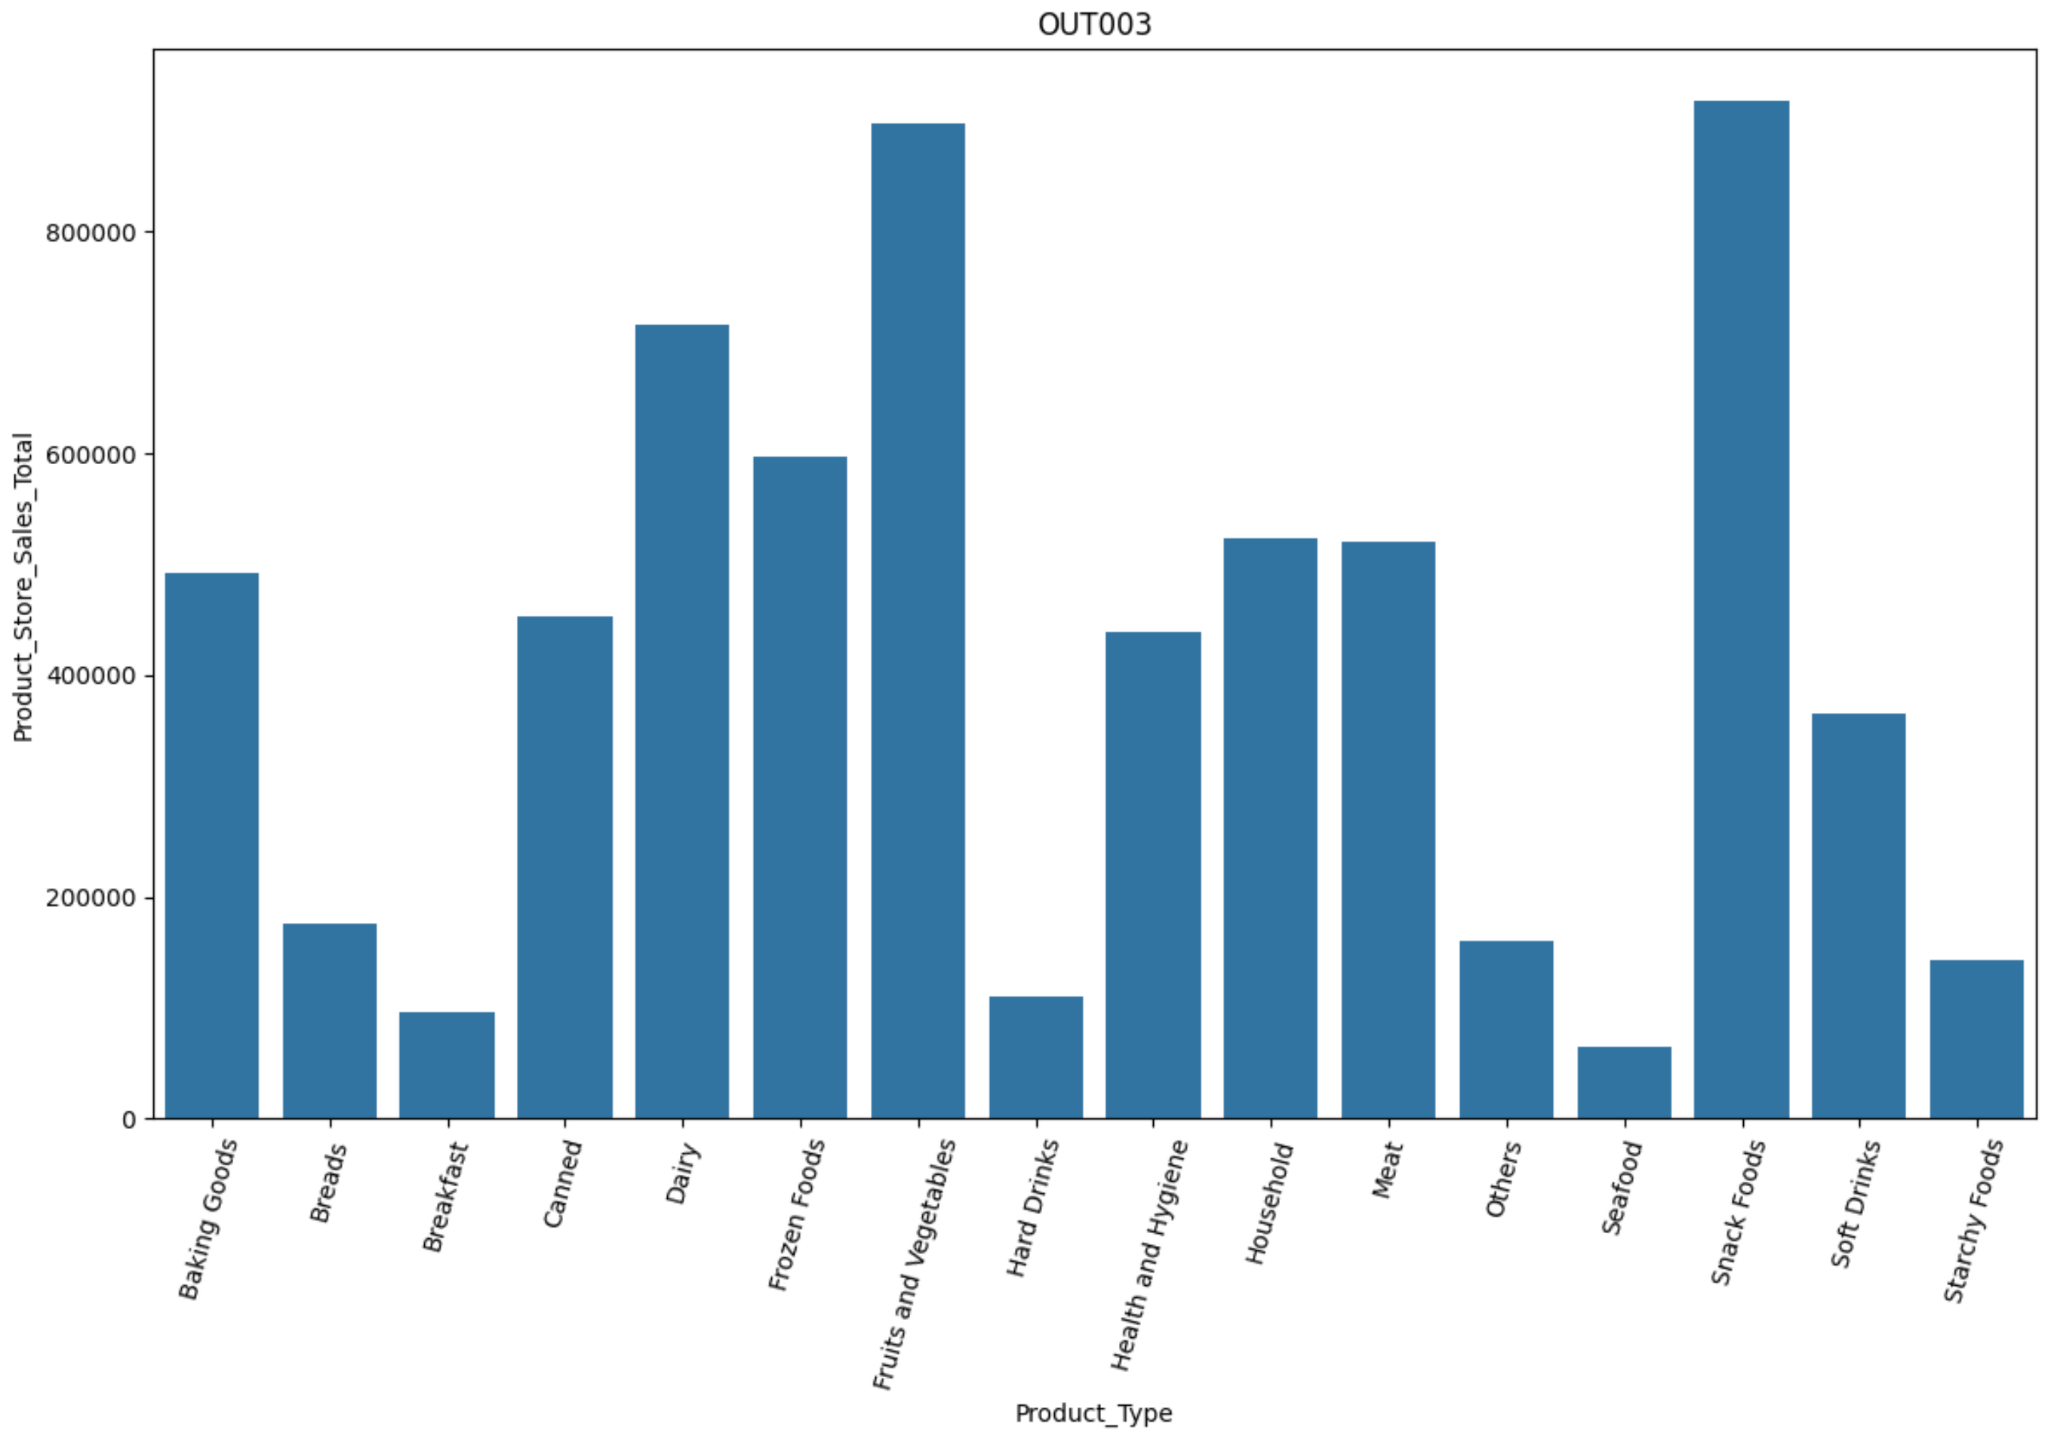 OUT003
Product_Store_Sales_Total
800000
600000
400000
200000
0
Baking Goods
Breads
Breakfast
Canned
Dairy
Frozen Foods
Fruits and Vegetables
Hard Drinks
Health and Hygiene
Household
Meat
Others
Seafood
Snack Foods
Soft Drinks
Starchy Foods
Product_Type